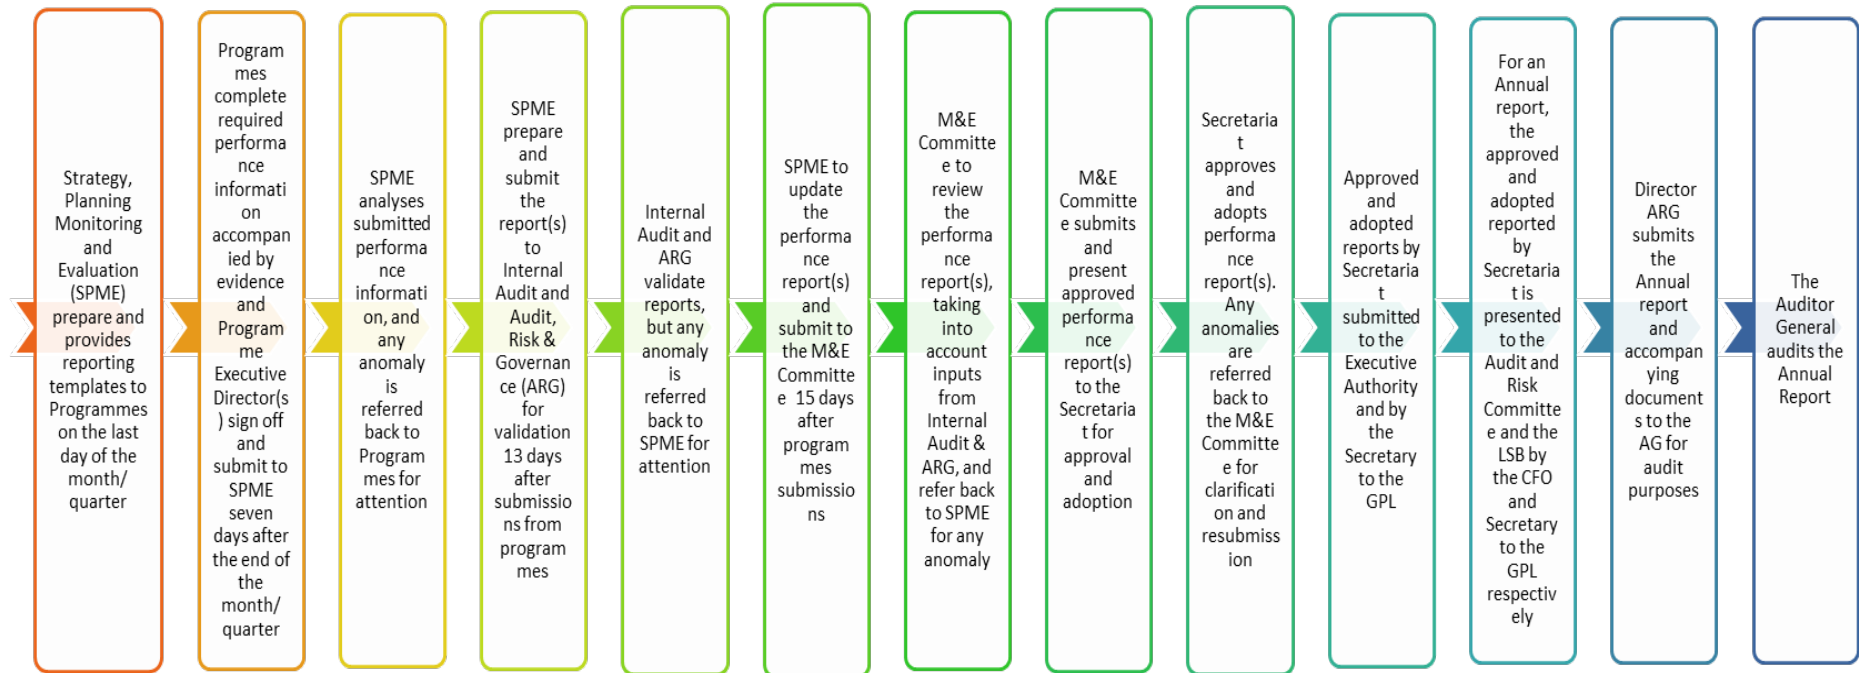 Strategy,
Planning
Monitoring
and
Evaluation
(SPME)
prepare and
provides
reporting
templates to
Programmes
on the last
day of the
month/
quarter
Program
mes
complete
required
performa
nce
informati
on
accompan
ied by
evidence
and
Program
me
Executive
Director(s
) sign off
and
submit to
SPME
seven
days after
the end of
the
month/
quarter
SPME
analyses
submitted
performa
nce
informati
on, and
any
anomaly
is
referred
back to
Program
mes for
attention
SPME
prepare
and
submit
the
report(s)
to
Internal
Audit and
Audit,
Risk &
Governan
ce (ARG)
for
validation
13 days
after
submissio
ns from
program
mes
Internal
Audit and
ARG
validate
reports,
but any
anomaly
is
referred
back to
SPME for
attention
SPME to
update
the
performa
nce
report(s)
and
submit to
the M&E
Committe
e 15 days
after
program
mes
submissio
ns
M&E
Committe
e to
review
the
performa
nce
report(s),
taking
into
account
inputs
from
Internal
Audit &
ARG, and
refer back
to SPME
for any
anomaly
M&E
Committe
e submits
and
present
approved
performa
nce
report(s)
to the
Secretaria
t for
approval
and
adoption
Secretaria
t
approves
and
adopts
performa
nce
report(s).
Any
anomalies
are
referred
back to
the M&E
Committe
e for
clarificati
on and
resubmiss
ion
Approved
and
adopted
reports by
Secretaria
t
submitted
to the
Executive
Authority
and by
the
Secretary
to the
GPL
For an
Annual
report,
the
approved
and
adopted
reported
by
Secretaria
t is
presented
to the
Audit and
Risk
Committe
e and the
LSB by
the CFO
and
Secretary
to the
GPL
respectiv
ely
Director
ARG
submits
the
Annual
report
and
accompan
ying
document
s to the
AG for
audit
purposes
The
Auditor
General
audits the
Annual
Report